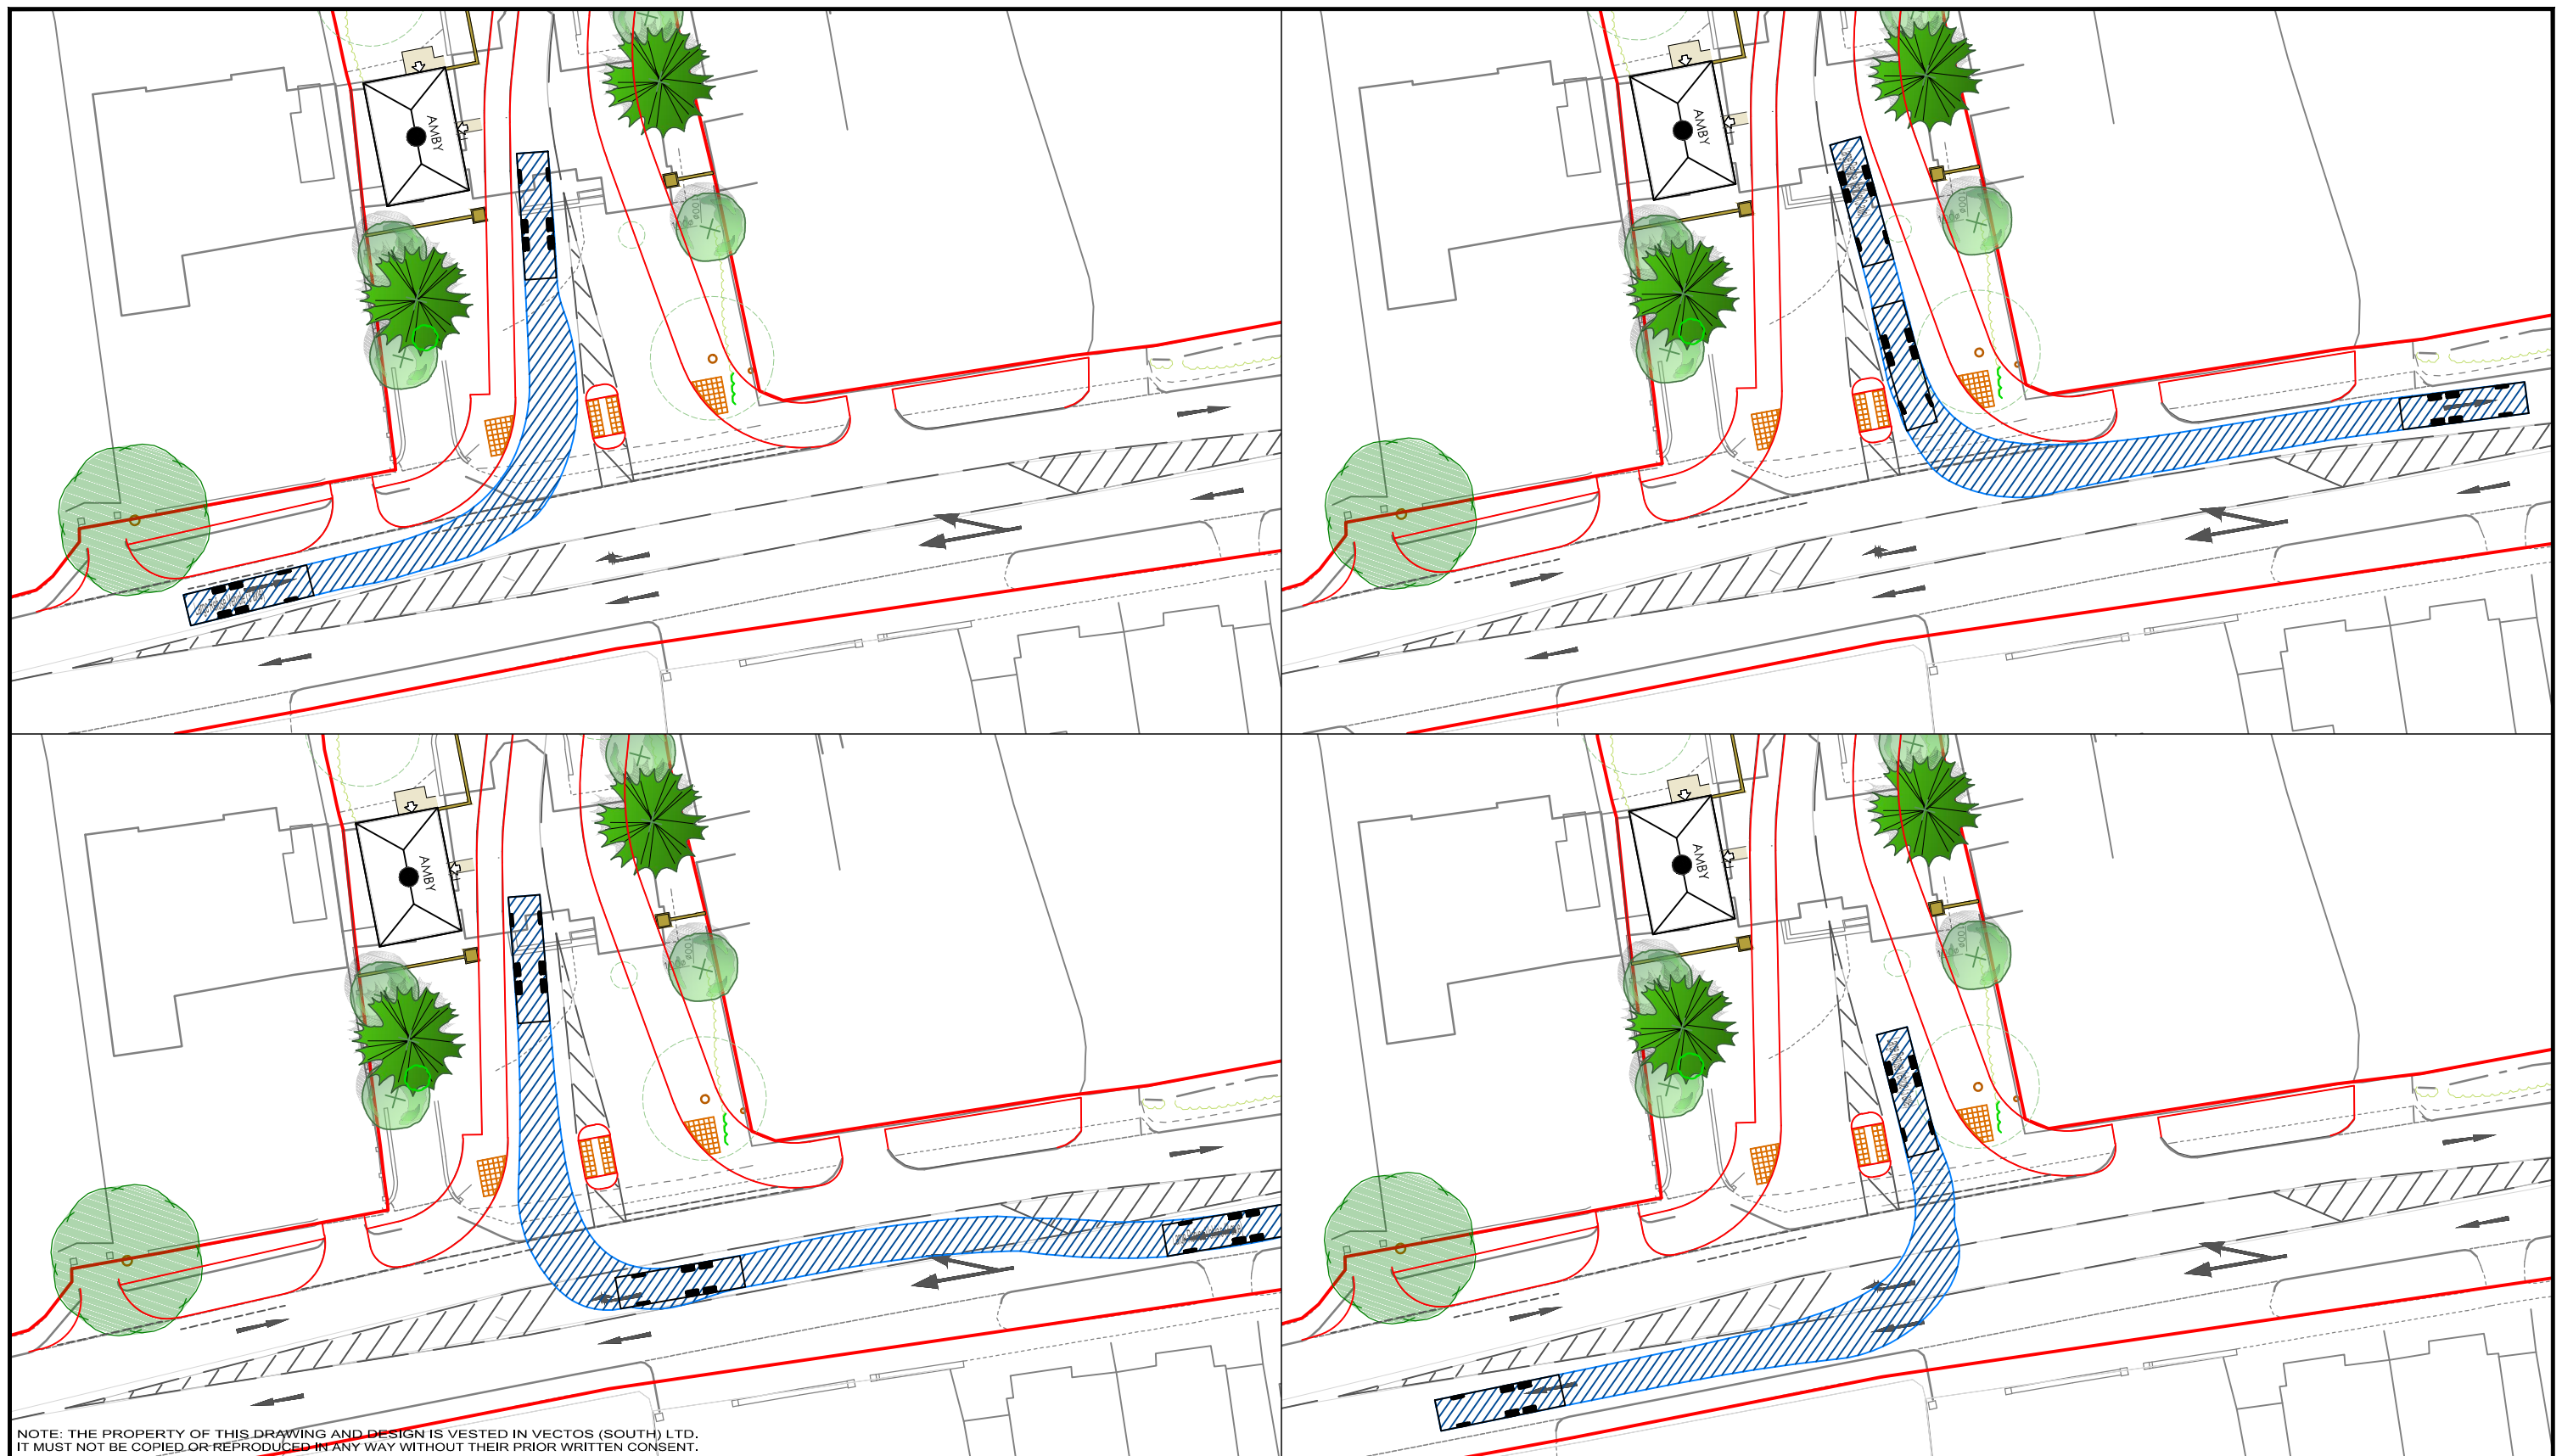 AMBY
AMBY
AMBY
AMBY
NOTE: THE PROPERTY OF THIS DRAWING AND DESIGN IS VESTED IN VECTOS (SOUTH) LTD.
IT MUST NOT BE COPIED OR REPRODUCED IN ANY WAY WITHOUT THEIR PRIOR WRITTEN CONSENT.